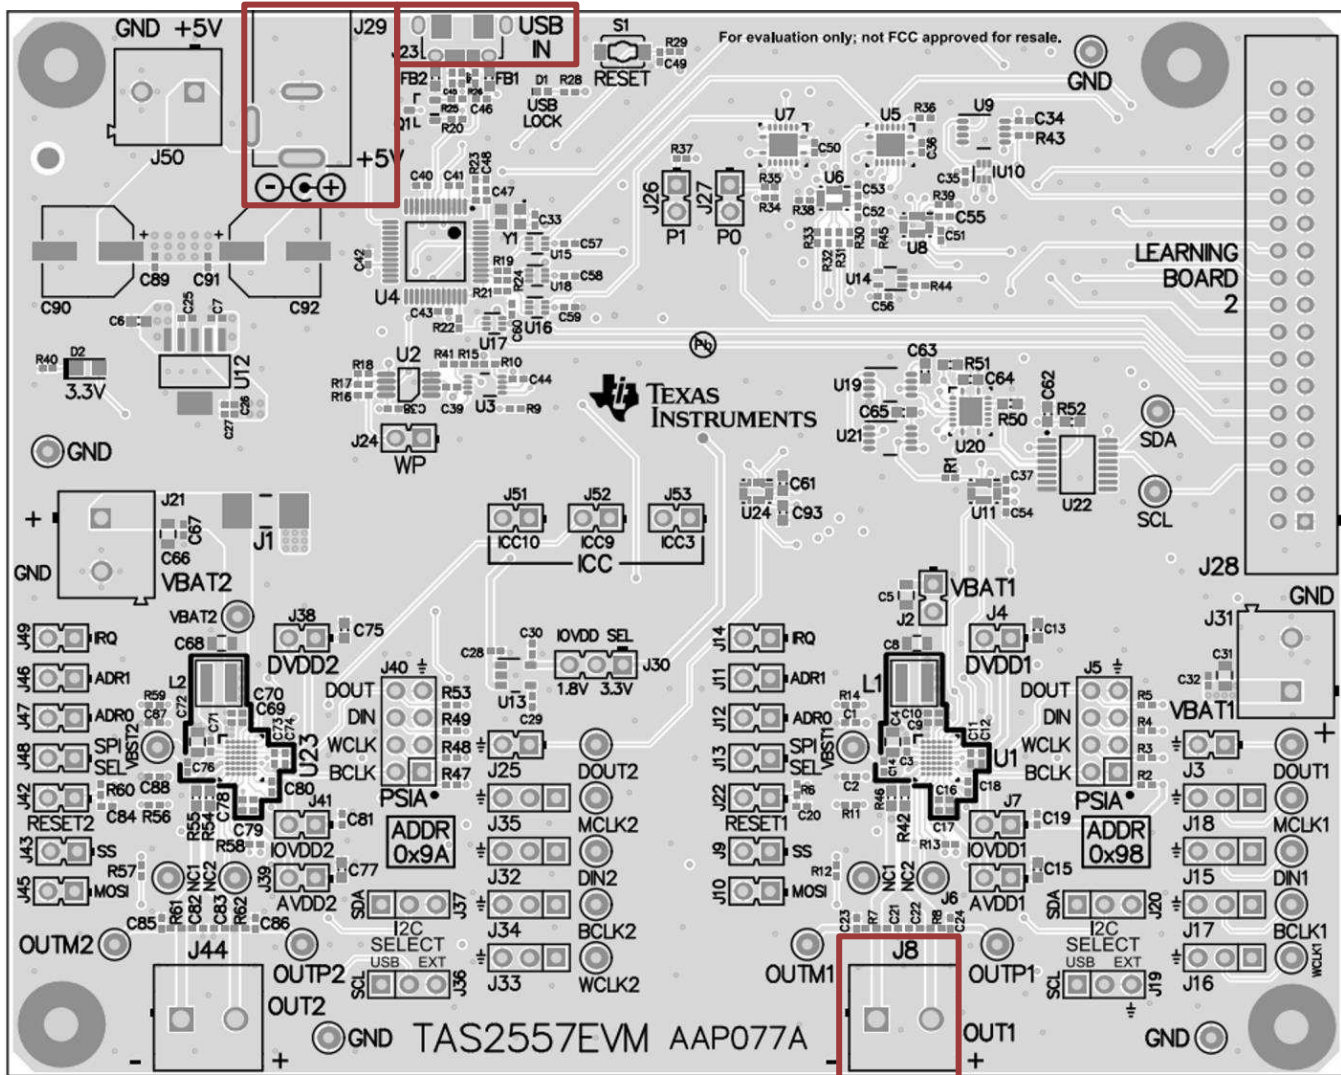 GND +5V
J29
J23
USB
IN
S1
R29
C49
RESET
For evaluation only; not FCC approved for resale.
GND
FB2
FB1
C45
R26
R25
C46
Q1
R20
D1
R28
USB
LOCK
J50
+5V
- +
R37
J26
J27
P1
P0
U7
U5
R36
U9
C34
R43
C50
C36
C35
IU10
R35
R34
U6
C53
R38
C52
R39
C55
U8
C51
R33
R32
R31
R30
R45
U14
R44
C56
LEARNING
BOARD
2
C40
C41
R23
C48
C47
C33
Y1
C57
U15
R19
C58
R24
U18
R21
C59
U16
C60
U17
C42
U4
C43
R22
+ +
C89
C91
C90
C92
C6
C25
C7
U12
C26
C27
R40
D2
3.3V
R18
R17
R16
U2
R41
R15
R10
C44
C38
C39
U3
R9
J24
WP
Pb
TEXAS
INSTRUMENTS
C63
R51
C64
U19
C65
C62
R52
R50
U20
U21
SDA
R1
C37
U11
C54
U22
SCL
C61
U24
C93
J28
GND
J21
+
C67
C66
GND
VBAT2
J1
J51
J52
J53
ICC10
ICC9
ICC3
ICC
VBAT2
C68
J38
C75
DVDD2
C5
VBAT1
J2
C8
J4
C13
DVDD1
GND
J31
C31
C32
VBAT1
+
J49
IRQ
J46
ADR1
J47
ADR0
J48
SPI
SEL
J42
RESET2
J43
SS
J45
MOSI
L2
C70
C69
C72
C71
C73
C74
R59
C87
VBST2
C76
U23
R60
C88
C84
R56
R55
R54
C78
C80
C79
R58
J41
C81
IOVDD2
R57
NC1
NC2
J39
C77
AVDD2
C85
R61
C82
C83
R62
C86
OUTM2
J44
OUTP2
OUT2
- +
GND
J40
DOUT
R53
DIN
R49
WCLK
R48
BCLK
R47
PSIA
ADDR
0x9A
SDA
J37
I2C
SELECT
USB EXT
SCL
J36
C28
C30
U13
C29
IOVDD SEL
J30
1.8V 3.3V
J25
DOUT2
J35
MCLK2
J32
DIN2
J34
BCLK2
J33
WCLK2
TAS2557EVM AAP077A
J14
IRQ
J11
ADR1
J12
ADR0
J13
SPI
SEL
J22
RESET1
J9
SS
J10
MOSI
L1
C10
C9
C4
C3
C14
C11
C12
R14
C1
VBST1
C2
U1
R6
C20
R11
R46
R42
C16
C18
C17
R13
J7
C19
IOVDD1
R12
NC1
NC2
J6
C15
AVDD1
C23
R7
C21
C22
R8
C24
OUTM1
J8
OUTP1
OUT1
- +
J5
DOUT
R5
DIN
R4
WCLK
R3
BCLK
R2
PSIA
ADDR
0x98
SDA
J20
I2C
SELECT
USB EXT
SCL
J19
J3
DOUT1
J18
MCLK1
J15
DIN1
J17
BCLK1
J16
WCLK1
GND